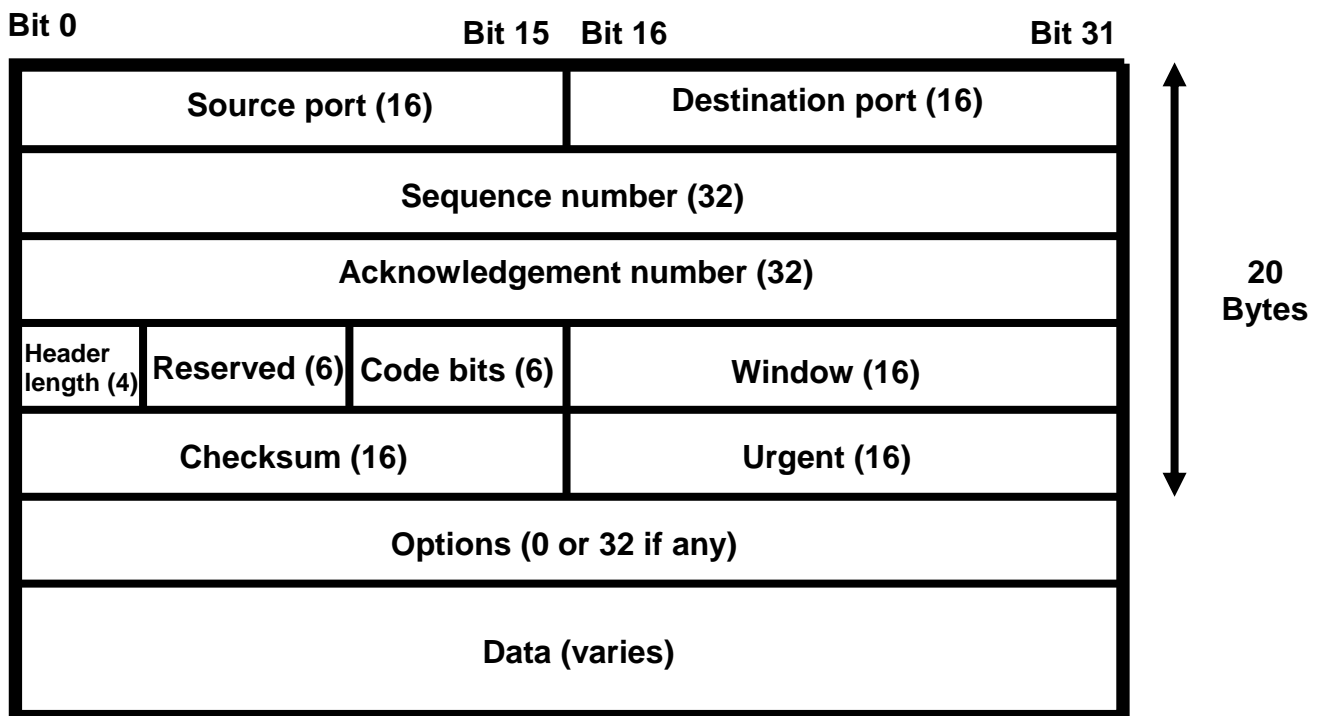 Bit 0
Bit 15
Bit 16
Bit 31
Source port (16)
Destination port (16)
Sequence number (32)
Acknowledgement number (32)
20
Bytes
Header
length (4)
Reserved (6)
Code bits (6)
Window (16)
Checksum (16)
Urgent (16)
Options (0 or 32 if any)
Data (varies)